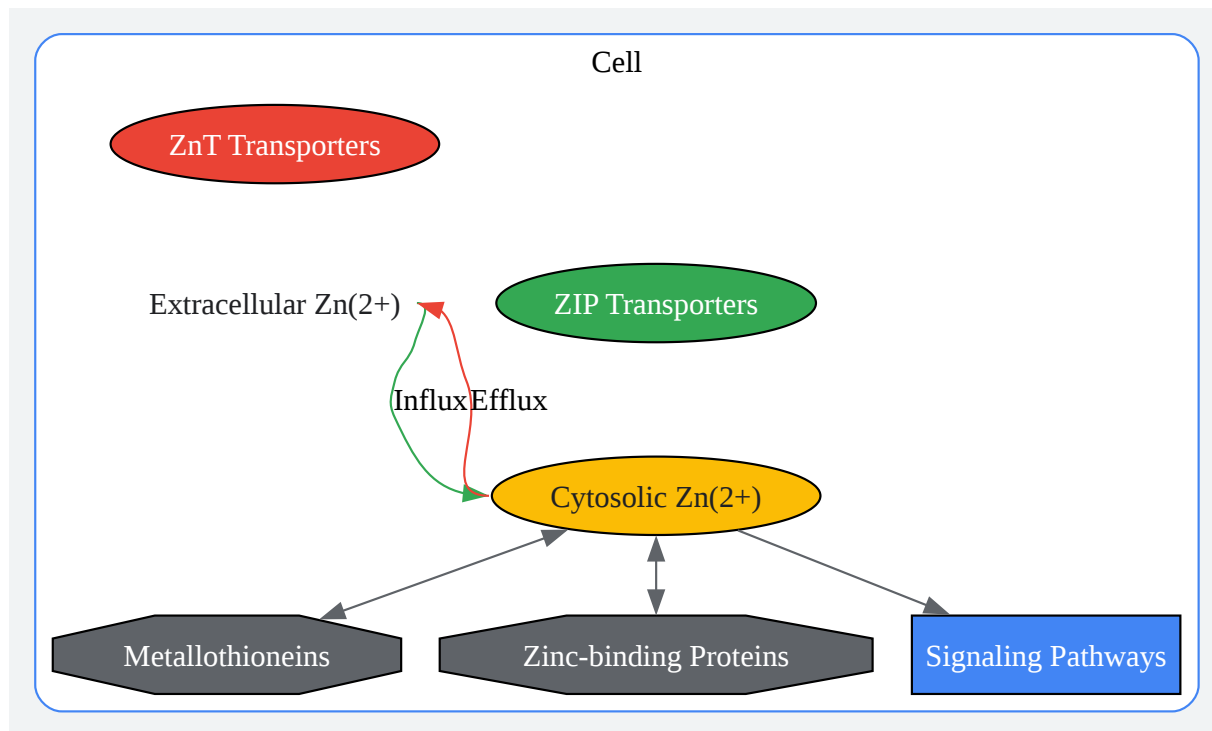 Cell
ZnT Transporters
Extracellular Zn(2+)
ZIP Transporters
Influx
Efflux
Cytosolic Zn(2+)
Metallothioneins
Zinc-binding Proteins
Signaling Pathways